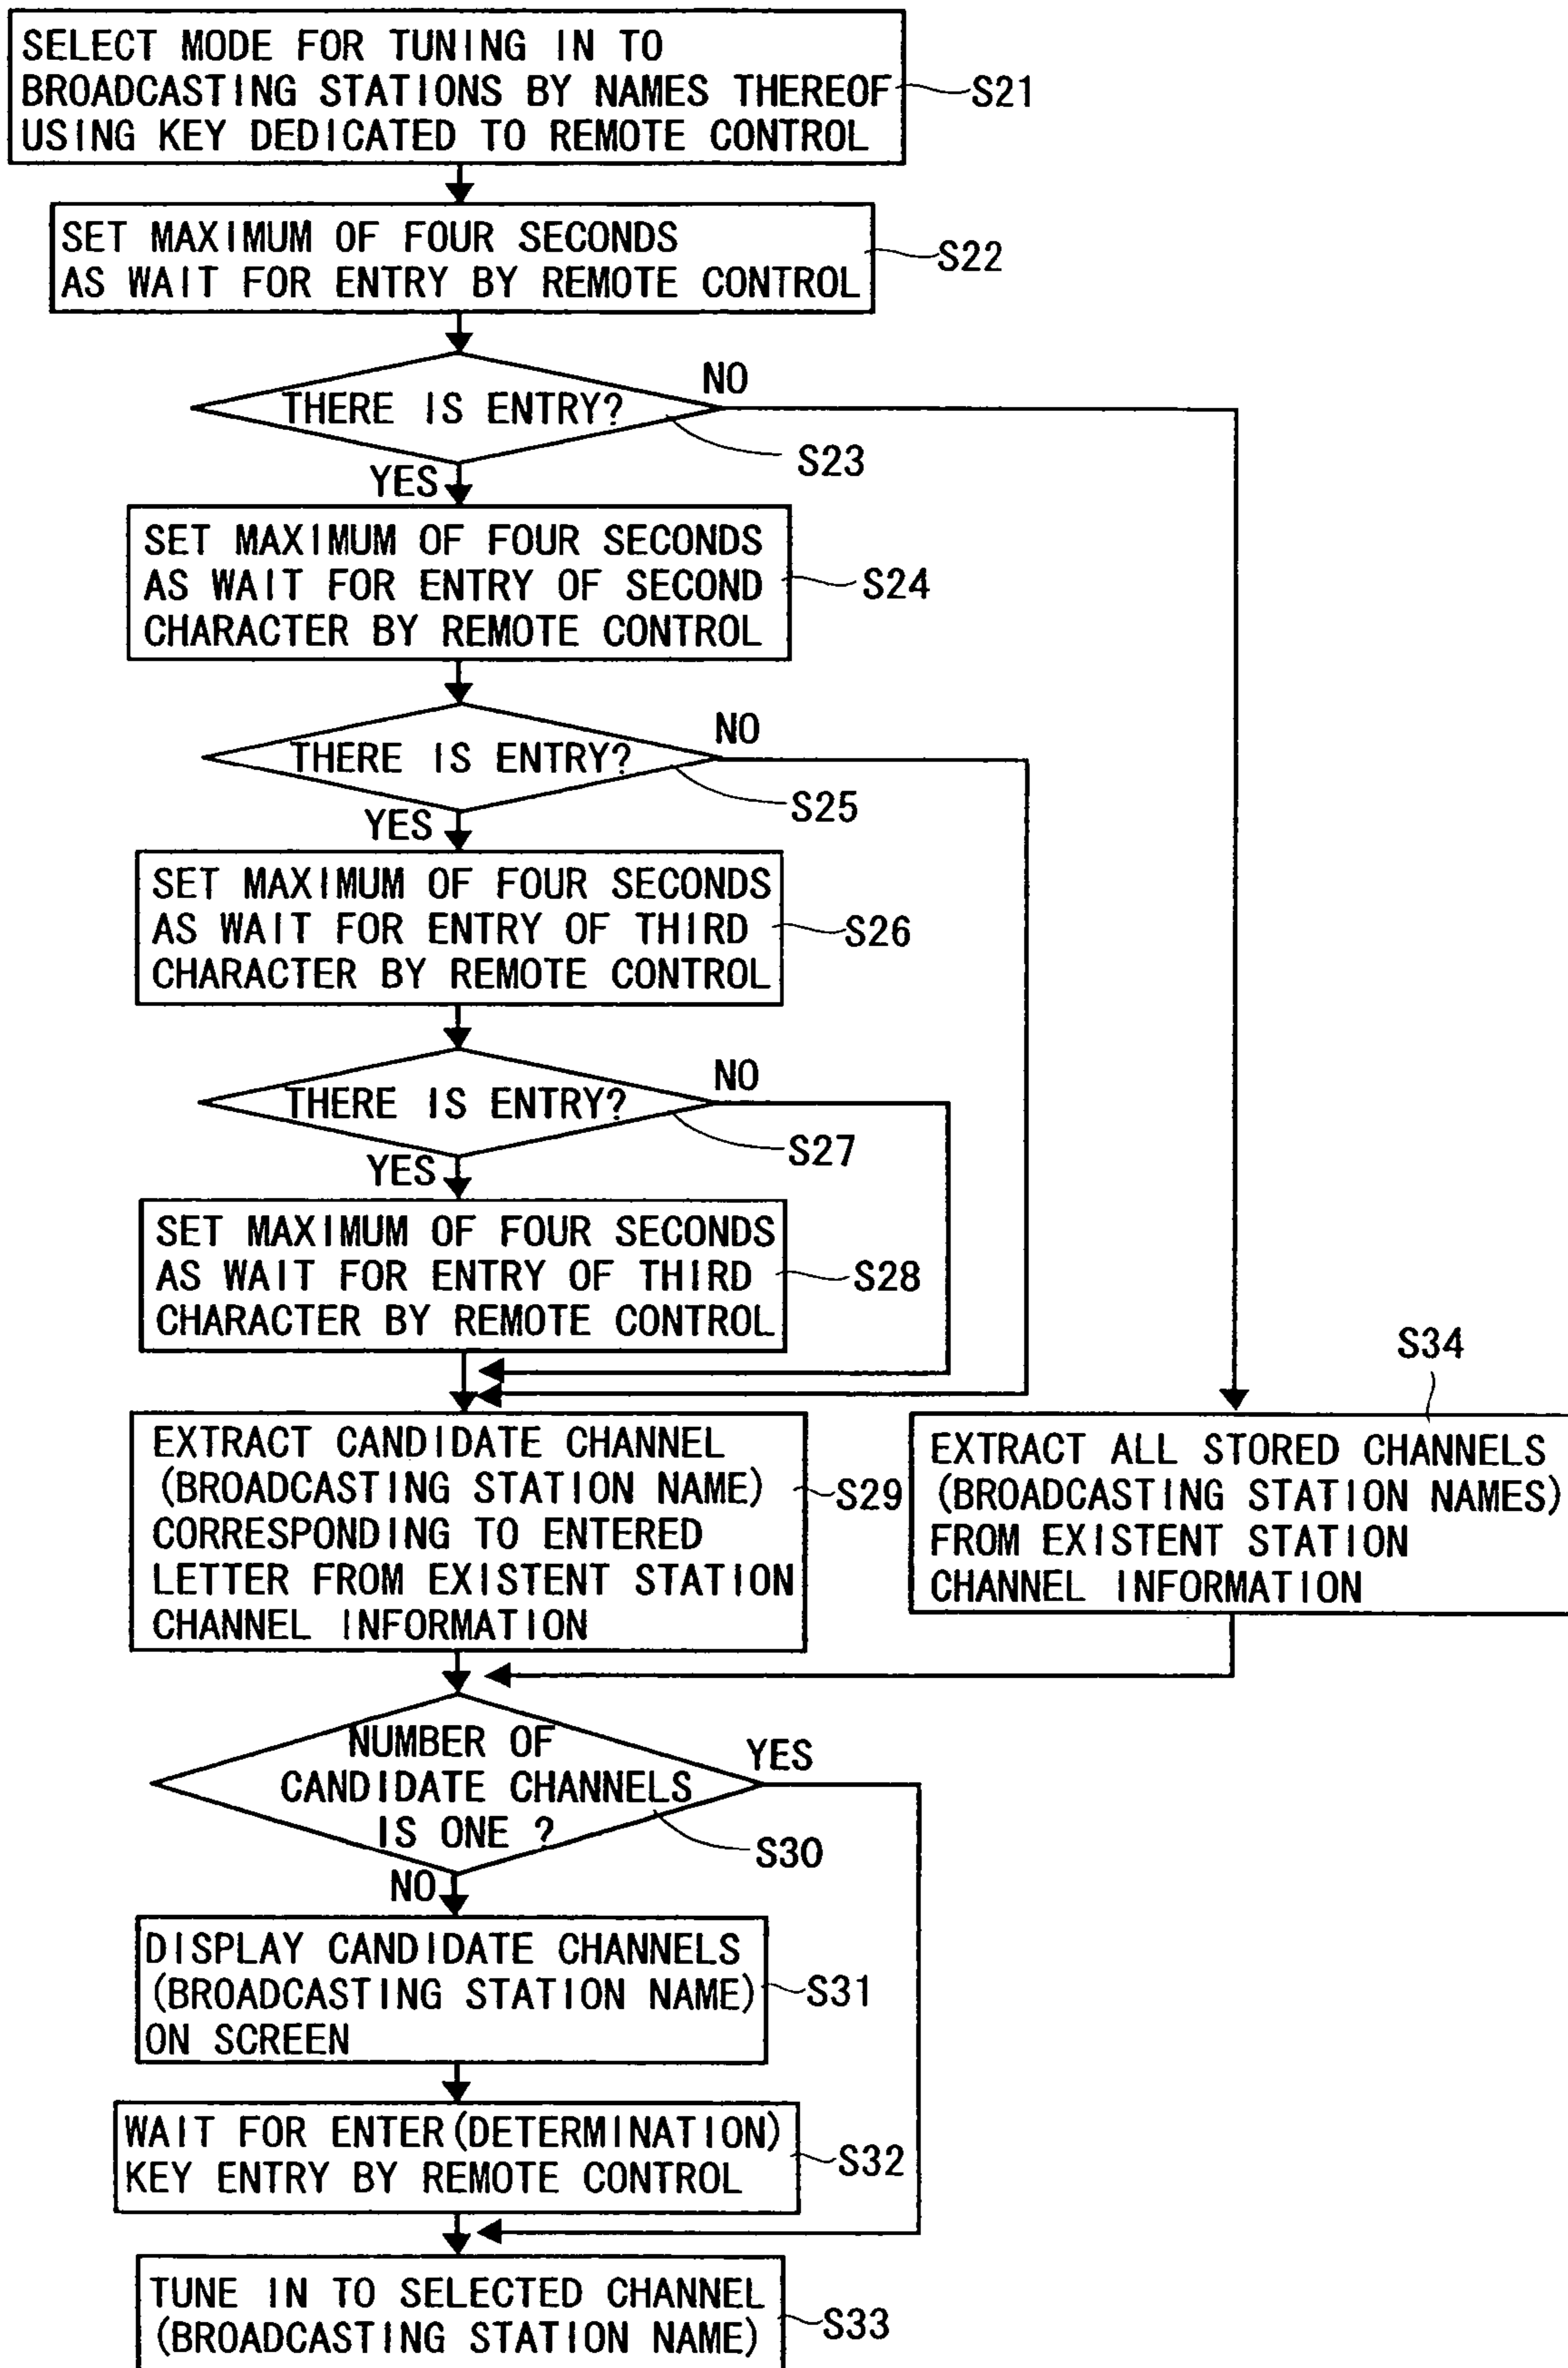 SELECT MODE FOR TUNING IN TO
BROADCASTING STATIONS BY NAMES THEREOF
USING KEY DEDICATED TO REMOTE CONTROL
S21
SET MAXIMUM OF FOUR SECONDS
AS WAIT FOR ENTRY BY REMOTE CONTROL
S22
THERE IS ENTRY?
NO
S23
YES
SET MAXIMUM OF FOUR SECONDS
AS WAIT FOR ENTRY OF SECOND
CHARACTER BY REMOTE CONTROL
S24
THERE IS ENTRY?
NO
S25
YES
SET MAXIMUM OF FOUR SECONDS
AS WAIT FOR ENTRY OF THIRD
CHARACTER BY REMOTE CONTROL
S26
THERE IS ENTRY?
NO
S27
YES
SET MAXIMUM OF FOUR SECONDS
AS WAIT FOR ENTRY OF THIRD
CHARACTER BY REMOTE CONTROL
S28
EXTRACT CANDIDATE CHANNEL
(BROADCASTING STATION NAME)
CORRESPONDING TO ENTERED
LETTER FROM EXISTENT STATION
CHANNEL INFORMATION
S29
S34
EXTRACT ALL STORED CHANNELS
(BROADCASTING STATION NAMES)
FROM EXISTENT STATION
CHANNEL INFORMATION
NUMBER OF
CANDIDATE CHANNELS
IS ONE ?
YES
S30
NO
DISPLAY CANDIDATE CHANNELS
(BROADCASTING STATION NAME)
ON SCREEN
S31
WAIT FOR ENTER(DETERMINATION)
KEY ENTRY BY REMOTE CONTROL
S32
TUNE IN TO SELECTED CHANNEL
(BROADCASTING STATION NAME)
S33